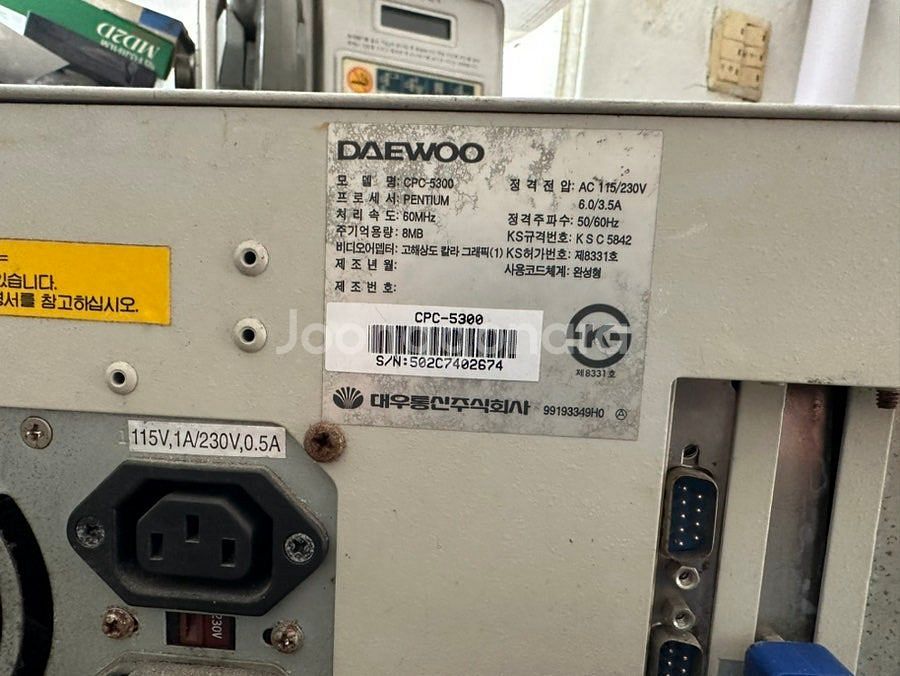 MD2D
DAEWOO
모 델 명: CPC-5300
프 로 세 서: PENTIUM
처 리 속 도: 60MHz
주기억용량: 8MB
비디오어뎁터: 고해상도 칼라 그래픽(1)
제 조 년 월:
제 조 번 호:
정 격 전 압: AC 115/230V
6.0/3.5A
정격주파수: 50/60Hz
KS규격번호: K S C 5842
KS허가번호: 제8331호
사용코드체계: 완성형
있습니다.
참고하십시오.
CPC-5300
S/N:502C7402674
제8331호
대우통신주식회사 99193349H0 Ⓐ
115V,1A/230V,0.5A
230V